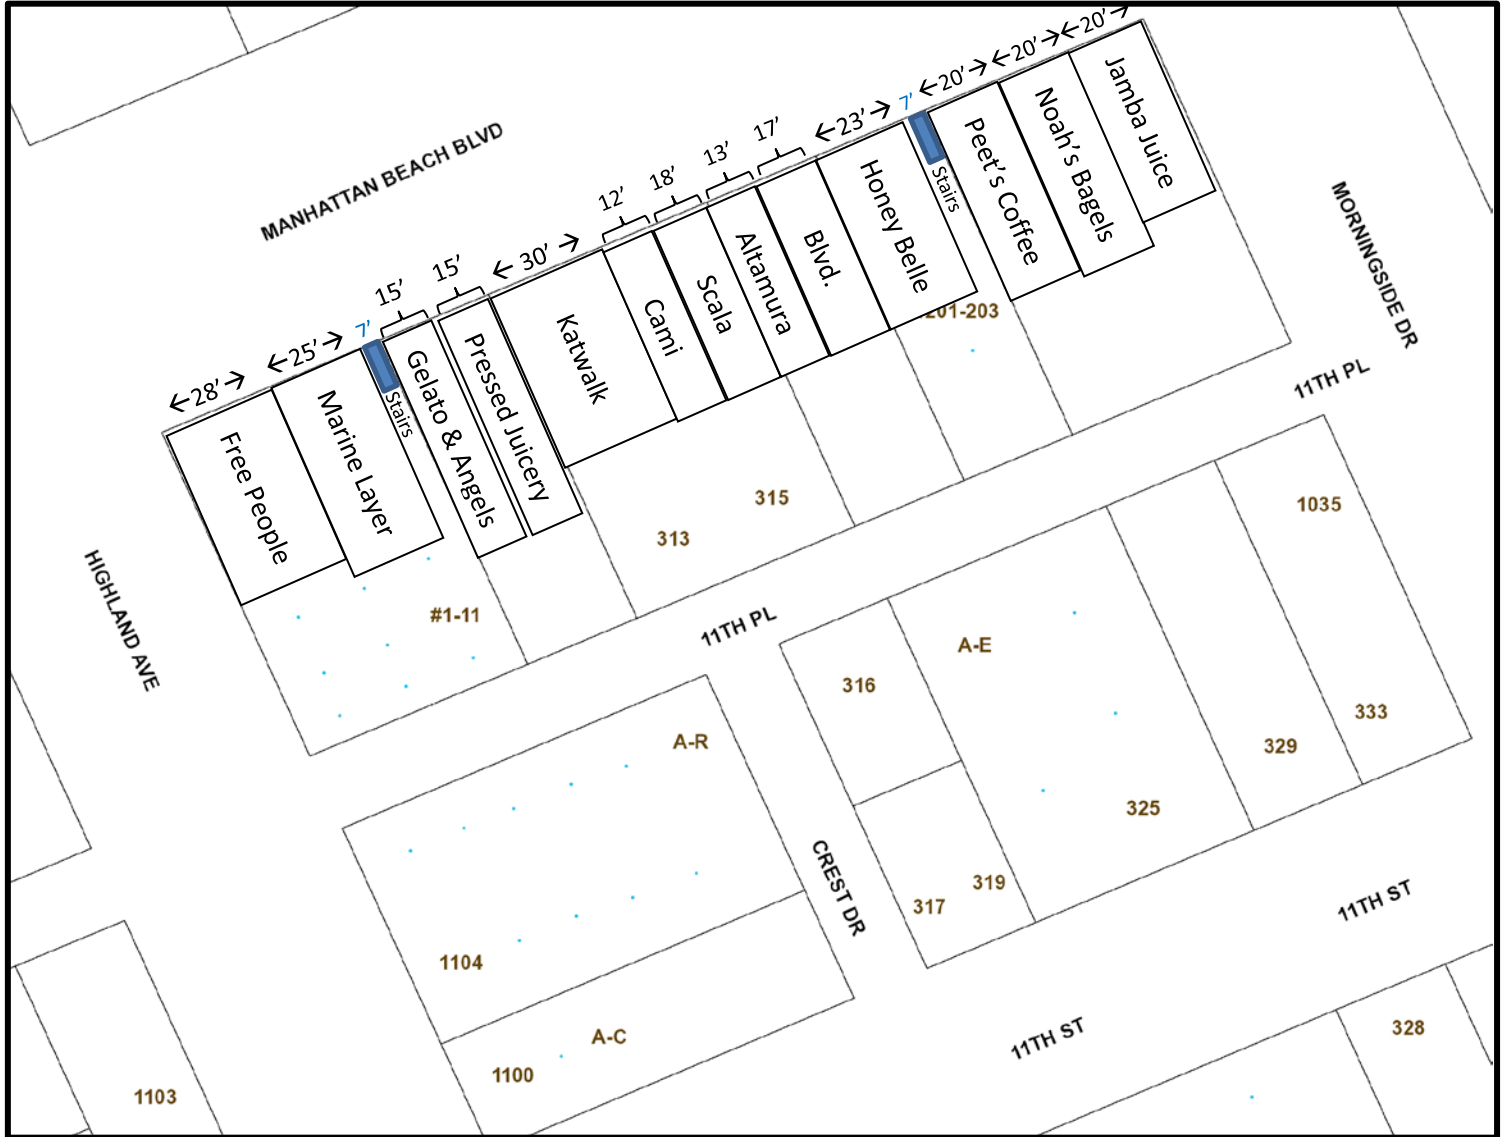 ←20'→
←20'→
←20'→
7'
←23'→
17'
13'
18'
12'
← 30' →
15'
15'
7'
←25'→
←28'→
MANHATTAN BEACH BLVD
Jamba Juice
Noah's Bagels
Peet's Coffee
Stairs
Honey Belle
Blvd.
Altamura
Scala
Cami
Katwalk
Pressed Juicery
Gelato & Angels
Stairs
Marine Layer
Free People
MORNINGSIDE DR
201-203
11TH PL
315
313
1035
HIGHLAND AVE
#1-11
11TH PL
A-E
316
333
A-R
329
325
CREST DR
319
317
11TH ST
1104
A-C
11TH ST
328
1100
1103